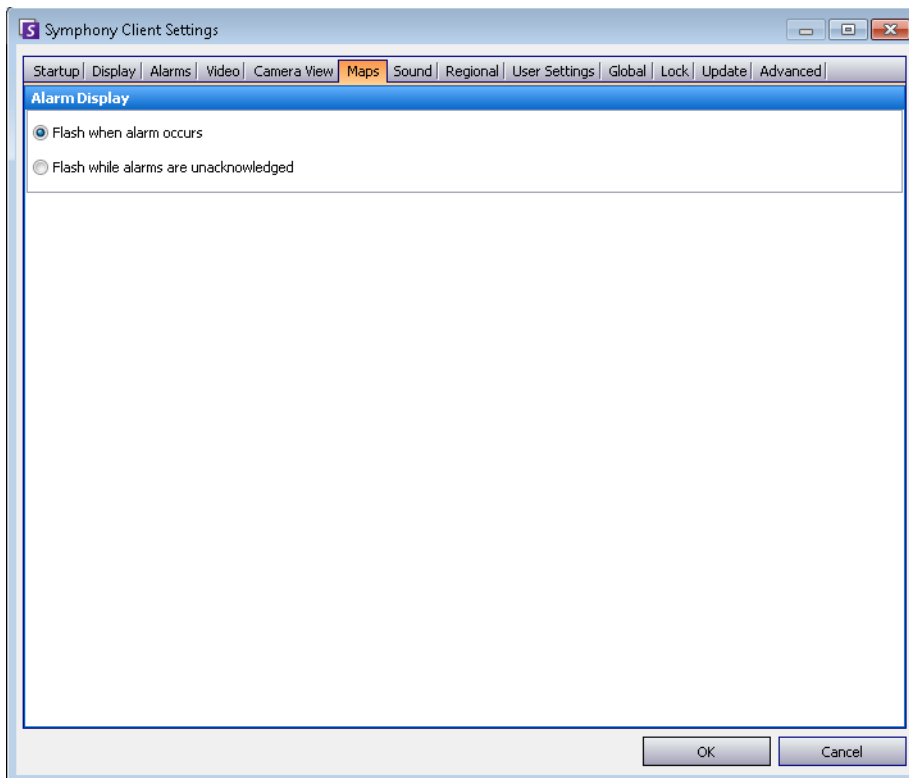 Symphony Client Settings
Startup Display Alarms Video Camera View Maps Sound Regional User Settings Global Lock Update Advanced
Alarm Display
Flash when alarm occurs
Flash while alarms are unacknowledged
OK Cancel